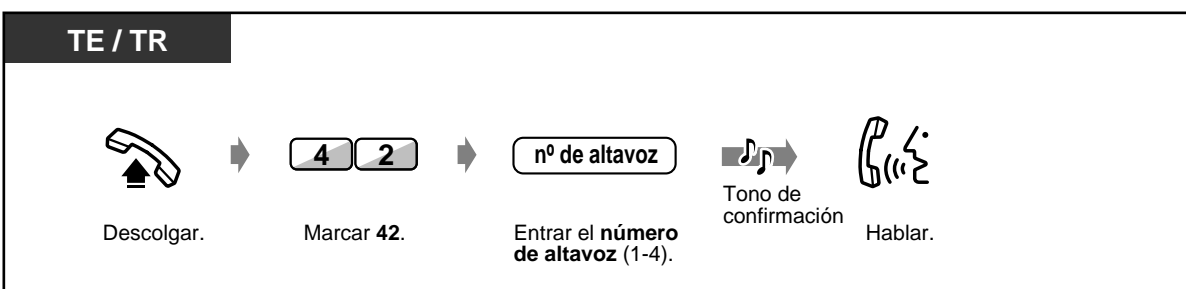 TE / TR
4 2
nº de altavoz
Tono de
confirmación
Descolgar.
Marcar 42.
Entrar el número
de altavoz (1-4).
Hablar.